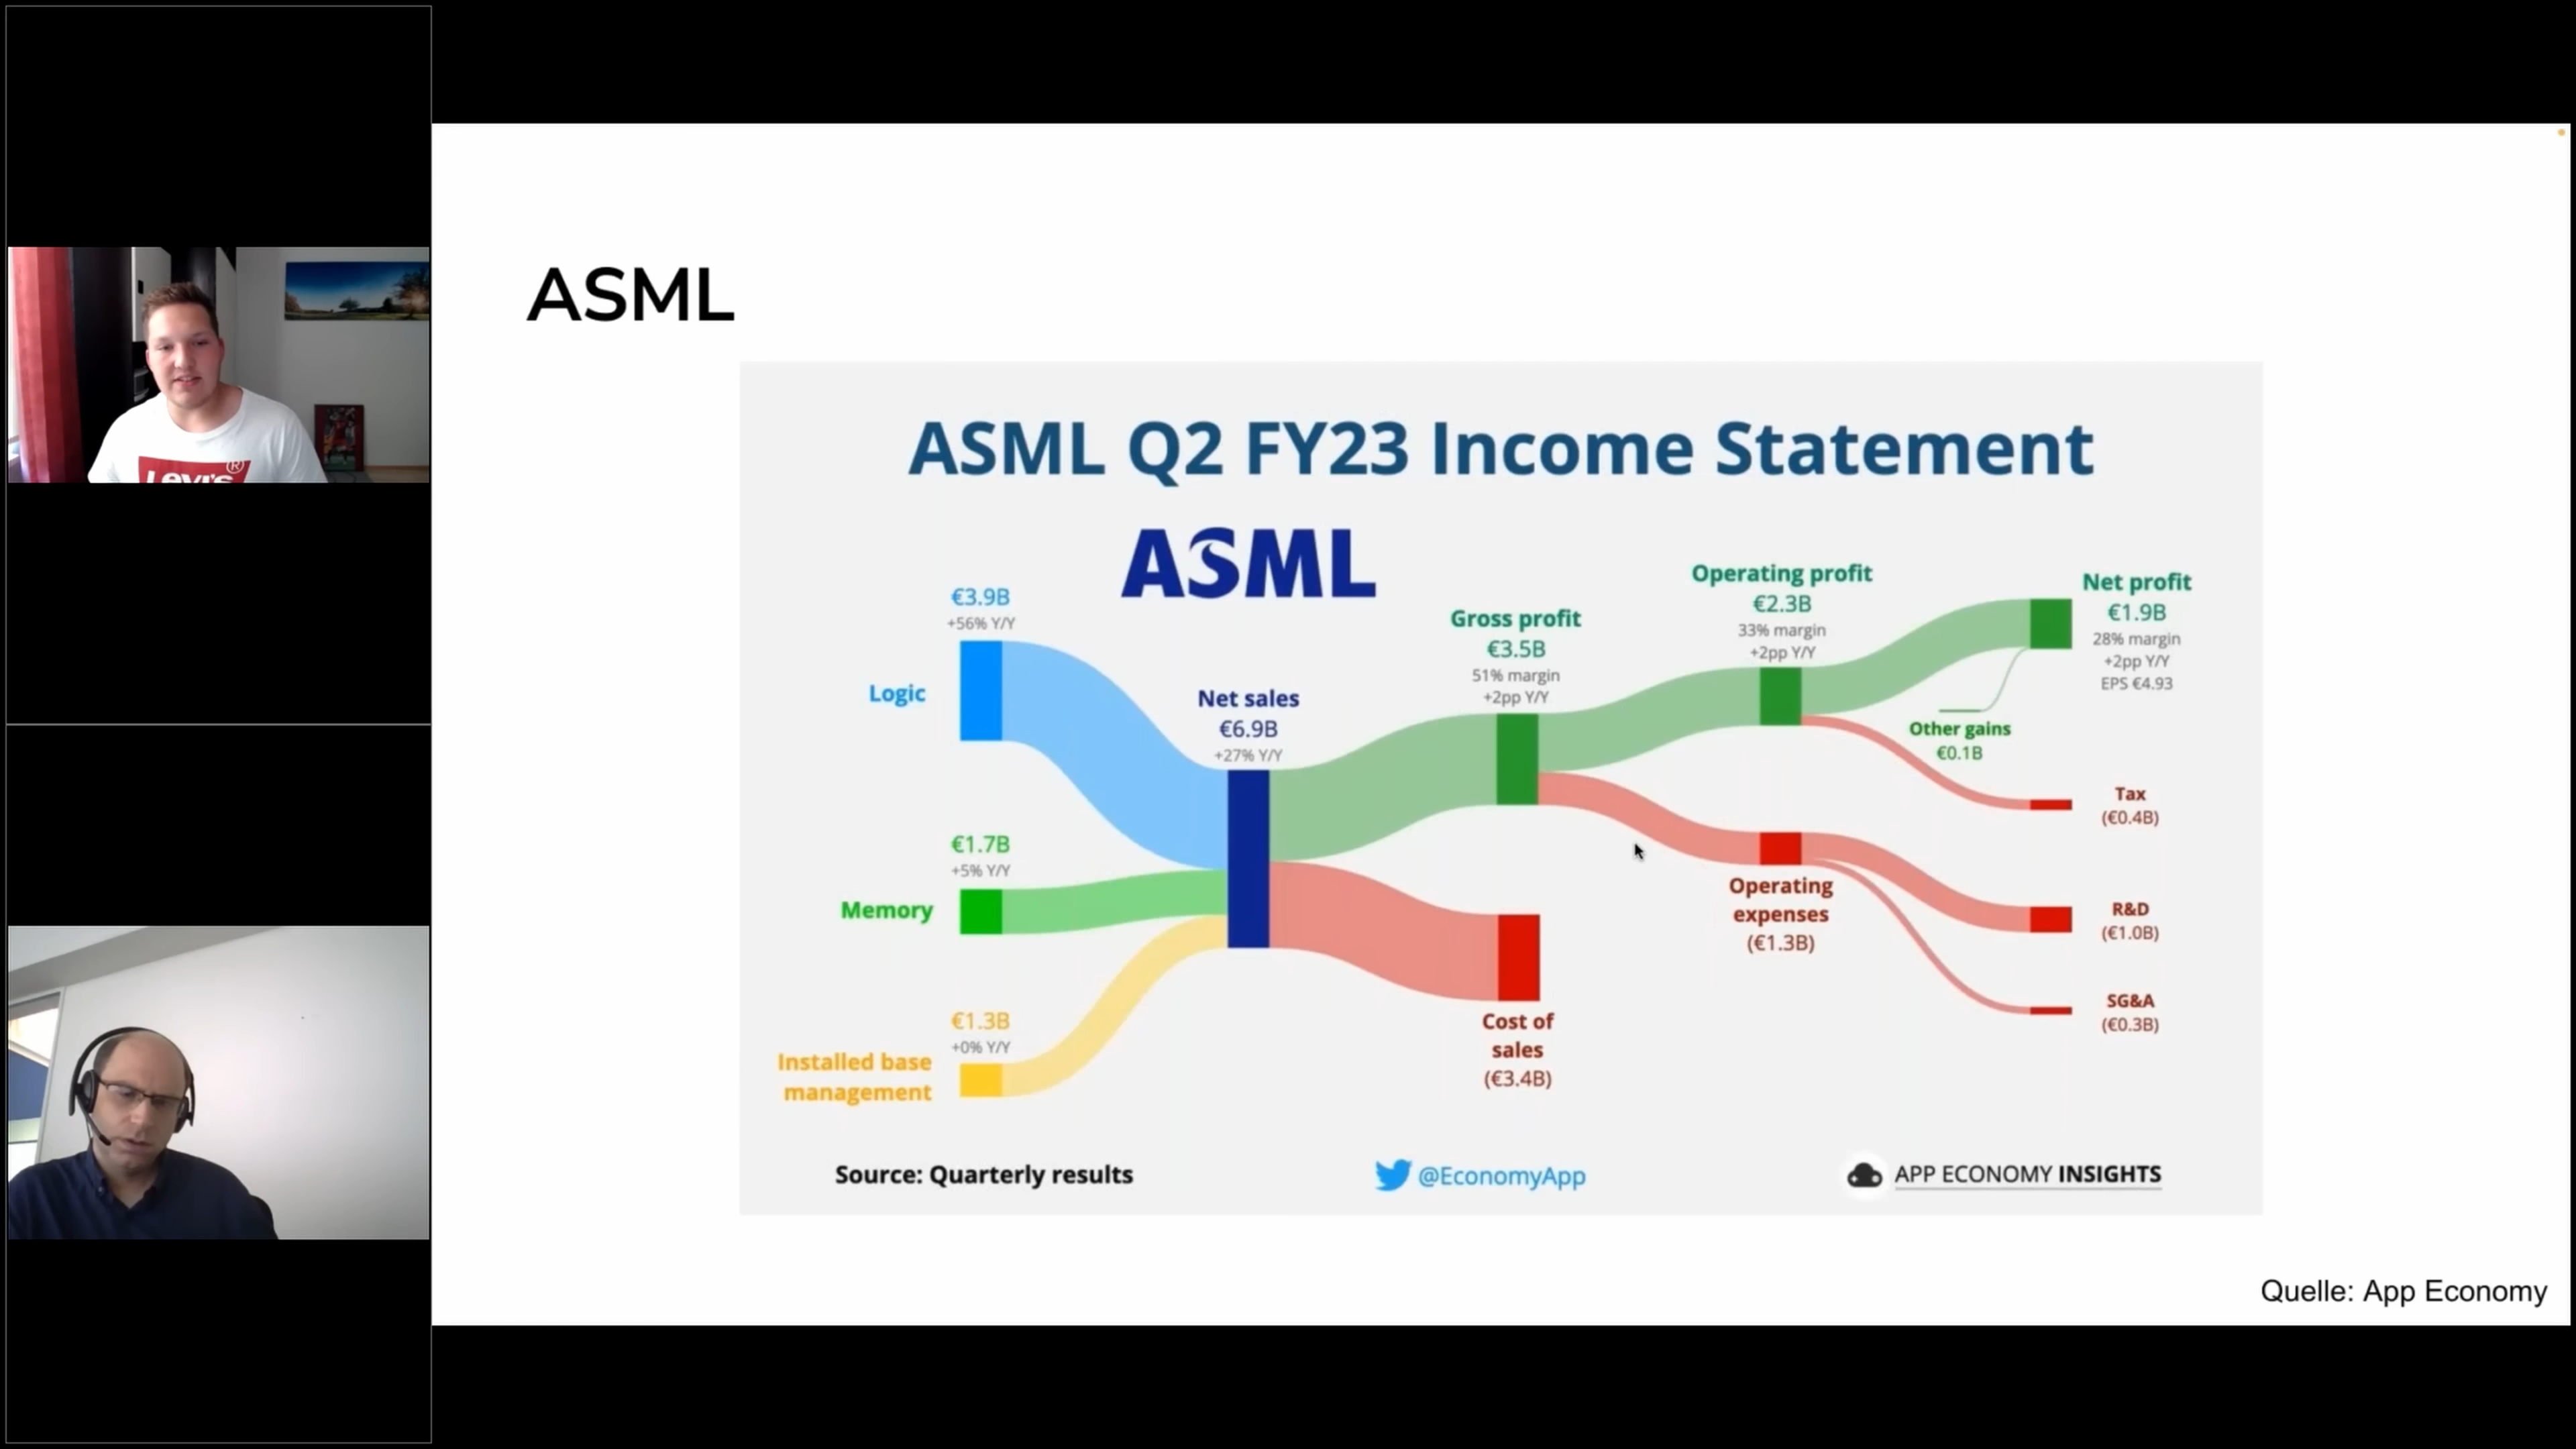 Levi's
®
ASML
ASML Q2 FY23 Income Statement
ASML
€3.9B
+56% Y/Y
Logic
€1.7B
+5% Y/Y
Memory
€1.3B
+0% Y/Y
Installed base
management
Net sales
€6.9B
+27% Y/Y
Gross profit
€3.5B
51% margin
+2pp Y/Y
Cost of
sales
(€3.4B)
Operating profit
€2.3B
33% margin
+2pp Y/Y
Operating
expenses
(€1.3B)
Net profit
€1.9B
28% margin
+2pp Y/Y
EPS €4.93
Other gains
€0.1B
Tax
(€0.4B)
R&D
(€1.0B)
SG&A
(€0.3B)
Source: Quarterly results
@EconomyApp
APP ECONOMY INSIGHTS
Quelle: App Economy